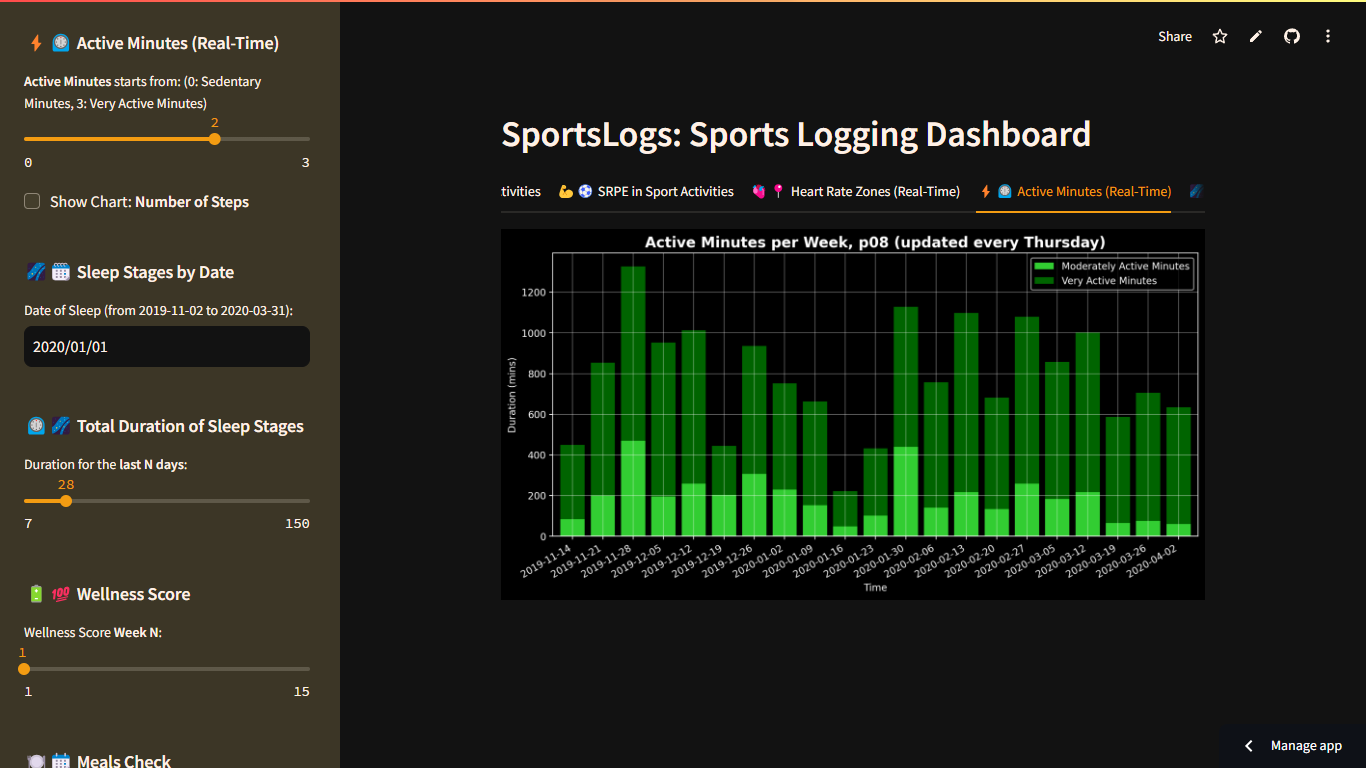 Active Minutes (Real-Time)
Active Minutes starts from: (0: Sedentary
Minutes, 3: Very Active Minutes)
2
0 3
Show Chart: Number of Steps
Sleep Stages by Date
Date of Sleep (from 2019-11-02 to 2020-03-31):
2020/01/01
Total Duration of Sleep Stages
Duration for the last N days:
28
7 150
100 Wellness Score
Wellness Score Week N:
1
1 15
Meals Check
Share
SportsLogs: Sports Logging Dashboard
tivities SRPE in Sport Activities Heart Rate Zones (Real-Time) Active Minutes (Real-Time)
Active Minutes per Week, p08 (updated every Thursday)
Moderately Active Minutes
Very Active Minutes
Duration (mins)
1200
1000
800
600
400
200
0
2019-11-14 2019-11-21 2019-11-28 2019-12-05 2019-12-12 2019-12-19 2019-12-26 2020-01-02 2020-01-09 2020-01-16 2020-01-23 2020-01-30 2020-02-06 2020-02-13 2020-02-20 2020-02-27 2020-03-05 2020-03-12 2020-03-19 2020-03-26 2020-04-02
Time
Manage app